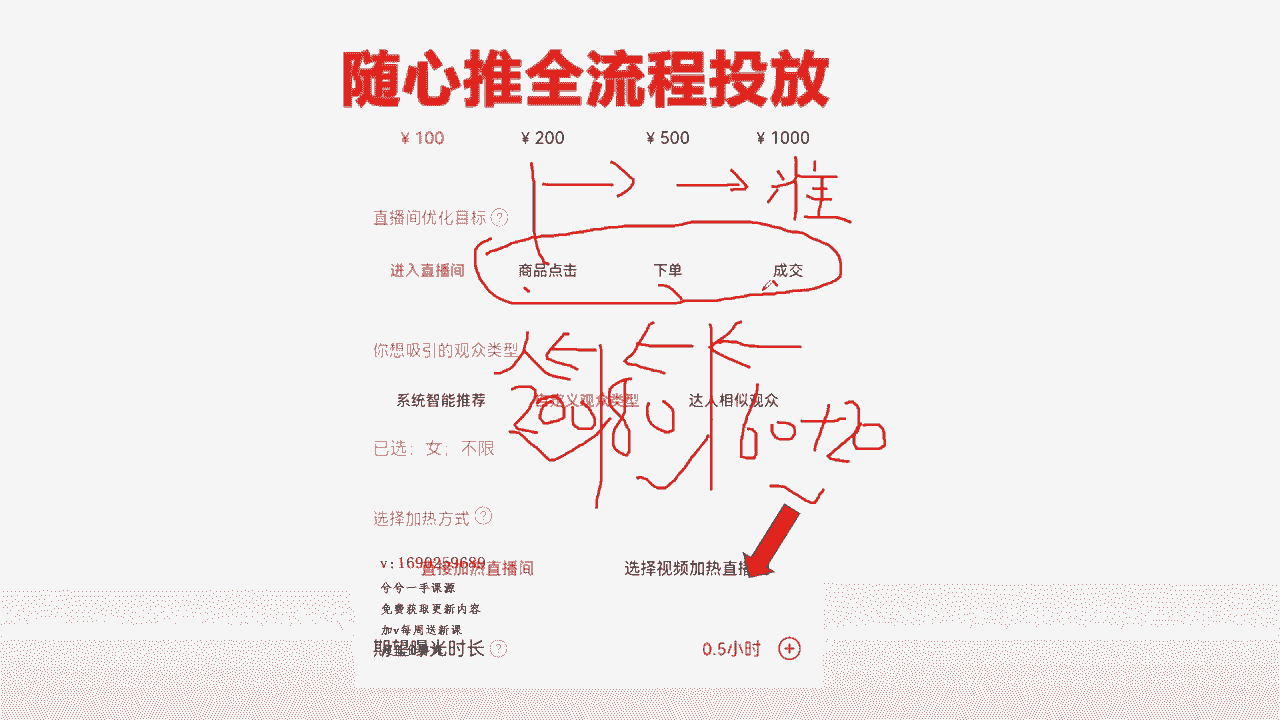 随心推全流程投放
¥ 100 ¥ 200 ¥ 500 ¥ 1000
准
直播间优化目标 ?
进入直播间 商品点击 下单 成交
你想吸引的观众类型
系统智能推荐 自定义观众类型 达人相似观众
200 80 60+20
已选：女；不限
选择加热方式 ?
v:1690259689
直接加热直播间 选择视频加热直播
兮兮一手课源
免费获取更新内容
加v每周送新课
期望曝光时长 ? 0.5小时 +